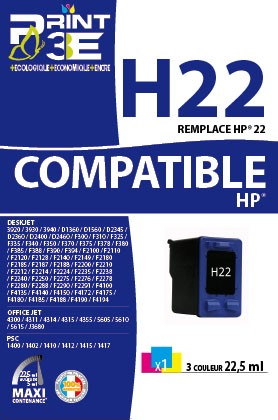 PRINT
3E
+ECOLOGIQUE+ECONOMIQUE+ENCRE
H22
REMPLACE HP® 22
COMPATIBLE
HP®
DESKJET
3920 / 3930 / 3940 / D1360 / D1560 / D2345 /
D2360 / D2400 / D2460 / F300 / F310 / F325 /
F335 / F340 / F350 / F370 / F375 / F378 / F380
/ F385 / F388 / F390 / F394 / F2100 / F2110
/ F2120 / F2128 / F2140 / F2149 / F2180
/ F2185 / F2187 / F2188 / F2200 / F2210
/ F2212 / F2214 / F2224 / F2235 / F2238
/ F2240 / F2250 / F2275 / F2276 / F2278
/ F2280 / F2288 / F2290 / F2291 / F4100
/ F4135 / F4140 / F4150 / F4172 / F4175 /
F4180 / F4185 / F4188 / F4190 / F4194
OFFICEJET
4300 / 4311 / 4314 / 4315 / 4355 / 5605 / 5610
/ 5615 / J3680
PSC
1400 / 1402 / 1410 / 1412 / 1415 / 1417
H22
x1
3 COULEUR 22,5 ml
22,5 ml
MAXI
CONTENANCE
100%